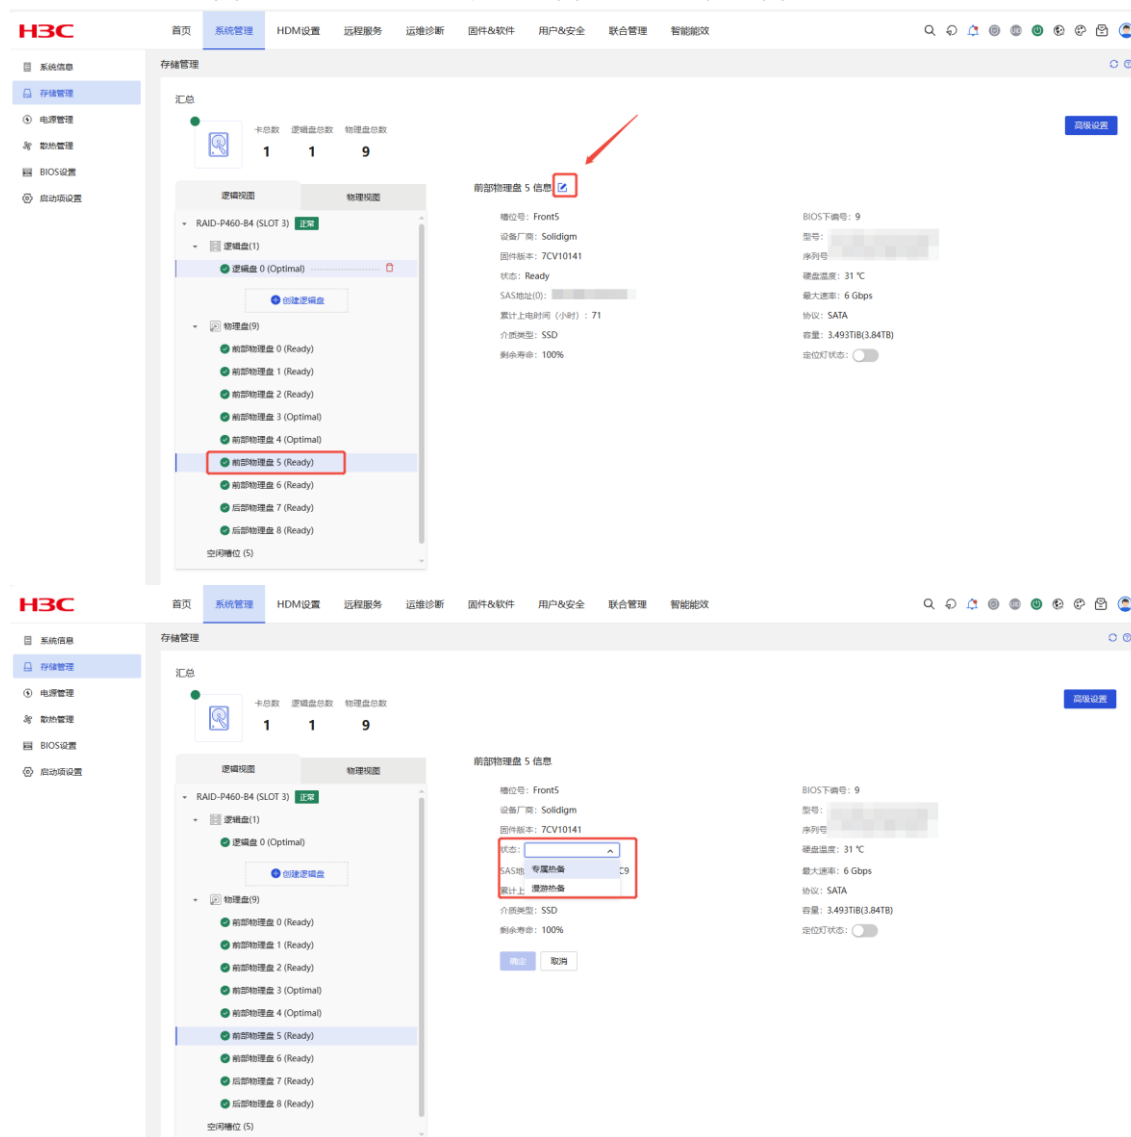 H3C
首页 系统管理 HDM设置 远程服务 运维诊断 固件&软件 用户&安全 联合管理 智能能效
系统信息
存储管理
电源管理
散热管理
BIOS设置
启动项设置
存储管理
汇总
卡总数 逻辑盘总数 物理盘总数
1 1 9
高级设置
逻辑视图 物理视图
RAID-P460-B4 (SLOT 3) 正常
逻辑盘(1)
逻辑盘 0 (Optimal)
创建逻辑盘
物理盘(9)
前部物理盘 0 (Ready)
前部物理盘 1 (Ready)
前部物理盘 2 (Ready)
前部物理盘 3 (Optimal)
前部物理盘 4 (Optimal)
前部物理盘 5 (Ready)
前部物理盘 6 (Ready)
后部物理盘 7 (Ready)
后部物理盘 8 (Ready)
空闲槽位 (5)
前部物理盘 5 信息
槽位号: Front5
设备厂商: Solidigm
固件版本: 7CV10141
状态: Ready
SAS地址(0):
累计上电时间（小时）: 71
介质类型: SSD
剩余寿命: 100%
BIOS下编号: 9
型号:
序列号
硬盘温度: 31 ℃
最大速率: 6 Gbps
协议: SATA
容量: 3.493TiB(3.84TB)
定位灯状态:
H3C
首页 系统管理 HDM设置 远程服务 运维诊断 固件&软件 用户&安全 联合管理 智能能效
系统信息
存储管理
电源管理
散热管理
BIOS设置
启动项设置
存储管理
汇总
卡总数 逻辑盘总数 物理盘总数
1 1 9
高级设置
逻辑视图 物理视图
RAID-P460-B4 (SLOT 3) 正常
逻辑盘(1)
逻辑盘 0 (Optimal)
创建逻辑盘
物理盘(9)
前部物理盘 0 (Ready)
前部物理盘 1 (Ready)
前部物理盘 2 (Ready)
前部物理盘 3 (Optimal)
前部物理盘 4 (Optimal)
前部物理盘 5 (Ready)
前部物理盘 6 (Ready)
后部物理盘 7 (Ready)
后部物理盘 8 (Ready)
空闲槽位 (5)
前部物理盘 5 信息
槽位号: Front5
设备厂商: Solidigm
固件版本: 7CV10141
状态:
SAS地 专属热备 C9
累计上 漫游热备
介质类型: SSD
剩余寿命: 100%
确定 取消
BIOS下编号: 9
型号:
序列号
硬盘温度: 31 ℃
最大速率: 6 Gbps
协议: SATA
容量: 3.493TiB(3.84TB)
定位灯状态: